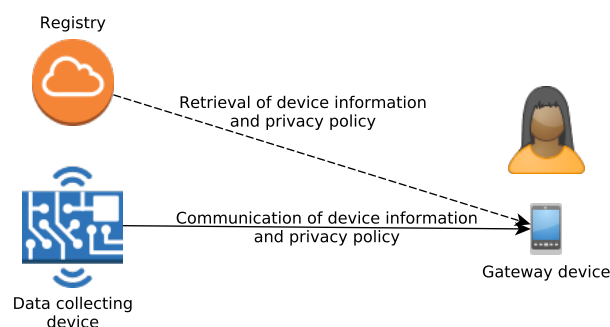 Registry
Retrieval of device information
and privacy policy
Communication of device information
and privacy policy
Gateway device
Data collecting
device